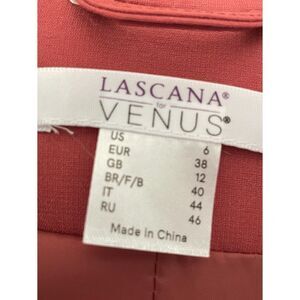 LASCANA®
for
VENUS®
US 6
EUR 38
GB 12
BR/F/B 40
IT 44
RU 46
Made in China